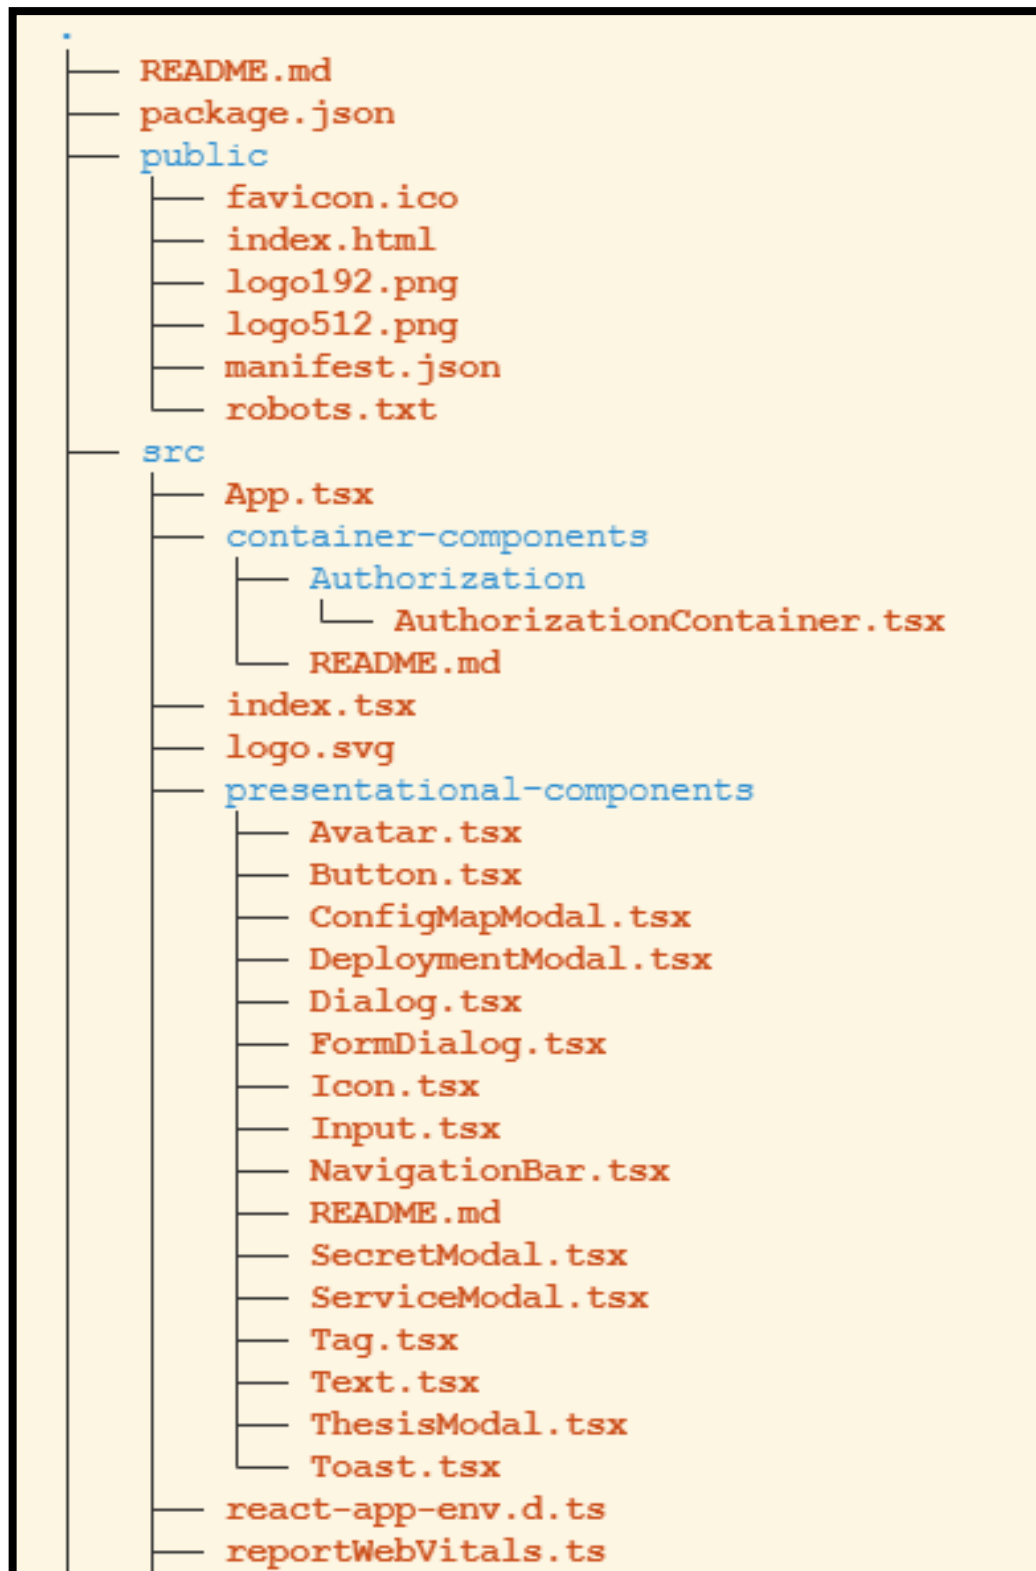 .
README.md
package.json
public
favicon.ico
index.html
logo192.png
logo512.png
manifest.json
robots.txt
src
App.tsx
container-components
Authorization
AuthorizationContainer.tsx
README.md
index.tsx
logo.svg
presentational-components
Avatar.tsx
Button.tsx
ConfigMapModal.tsx
DeploymentModal.tsx
Dialog.tsx
FormDialog.tsx
Icon.tsx
Input.tsx
NavigationBar.tsx
README.md
SecretModal.tsx
ServiceModal.tsx
Tag.tsx
Text.tsx
ThesisModal.tsx
Toast.tsx
react-app-env.d.ts
reportWebVitals.ts